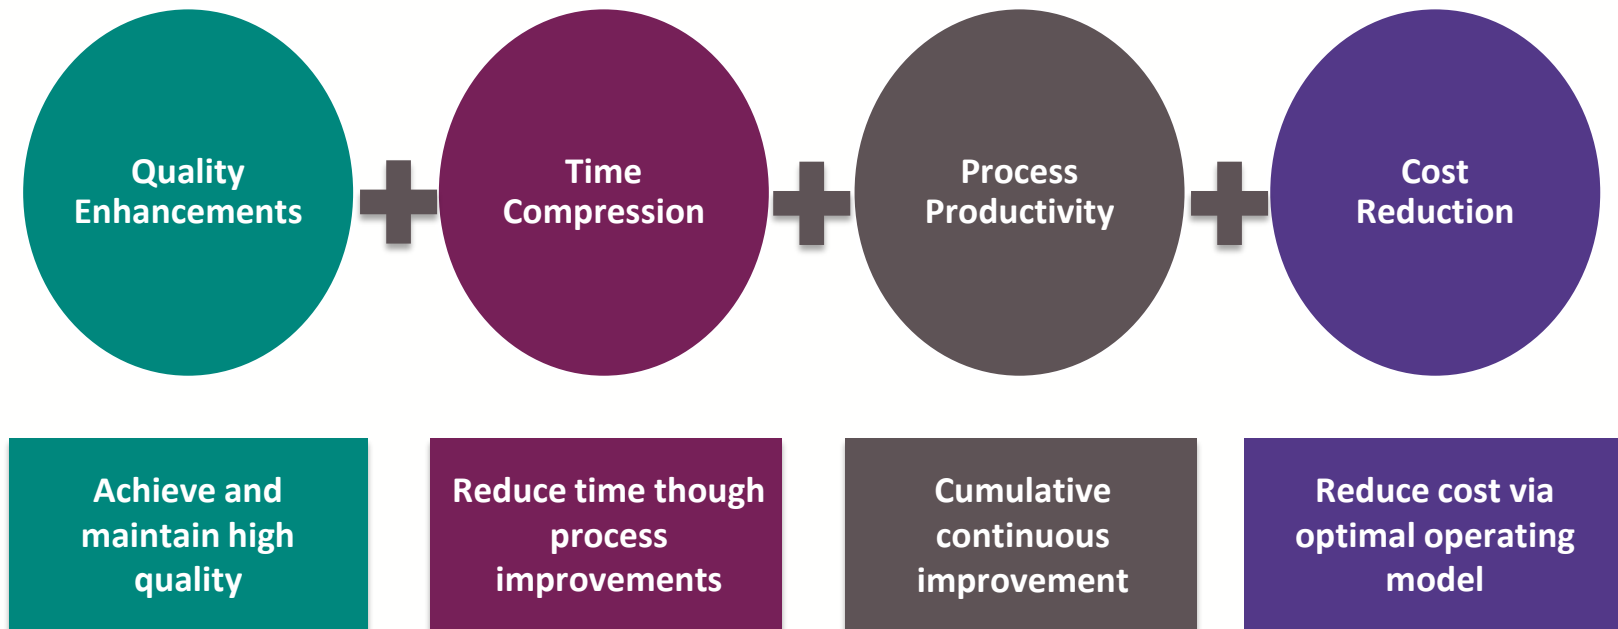 Quality
Enhancements
Time
Compression
Process
Productivity
Cost
Reduction
Achieve and
maintain high
quality
Reduce time though
process
improvements
Cumulative
continuous
improvement
Reduce cost via
optimal operating
model